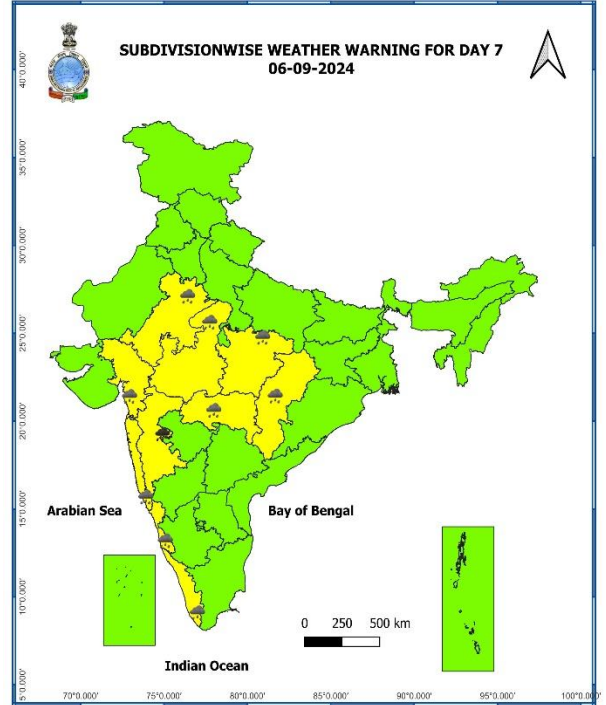 SUBDIVISIONWISE WEATHER WARNING FOR DAY 7
06-09-2024
40°0.000'
35°0.000'
30°0.000'
25°0.000'
20°0.000'
15°0.000'
10°0.000'
5°0.000'
Arabian Sea
Bay of Bengal
0 250 500 km
Indian Ocean
70°0.000' 75°0.000' 80°0.000' 85°0.000' 90°0.000' 95°0.000' 100°0.000'